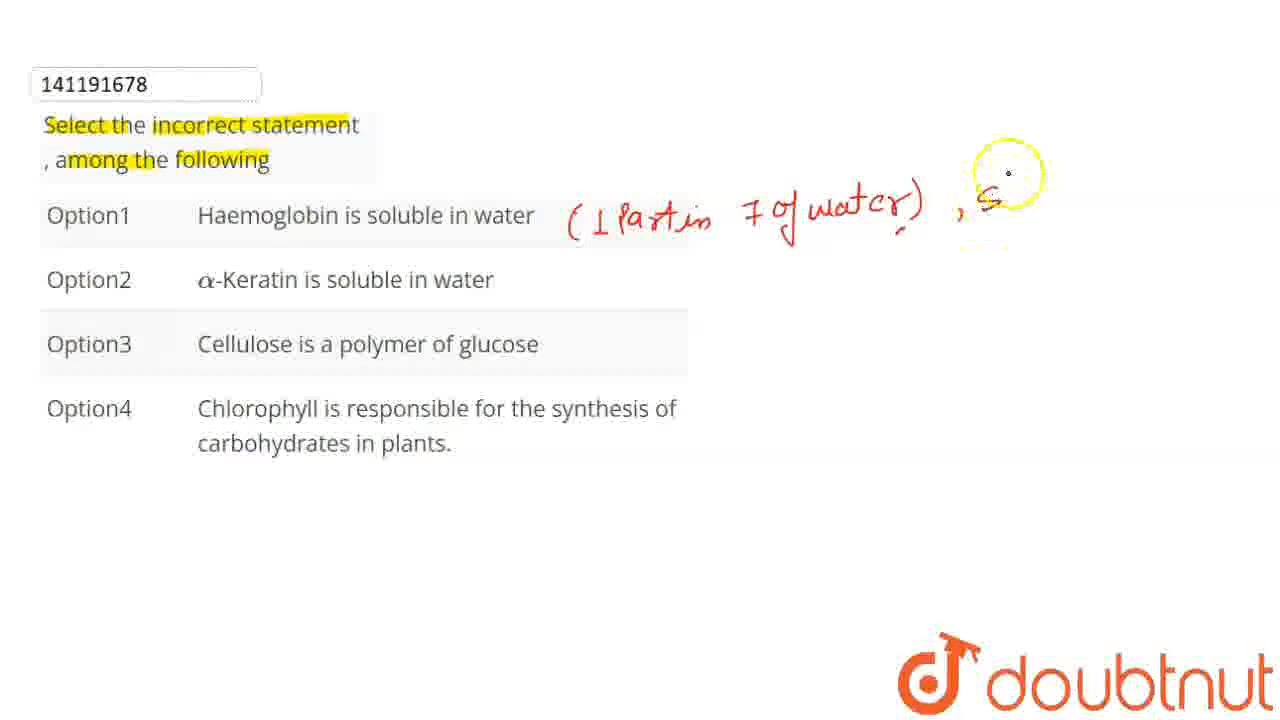 141191678
Select the incorrect statement
, among the following
Option1 Haemoglobin is soluble in water (1 Part in 7 of water) , S
Option2 α-Keratin is soluble in water
Option3 Cellulose is a polymer of glucose
Option4 Chlorophyll is responsible for the synthesis of
carbohydrates in plants.
doubtnut